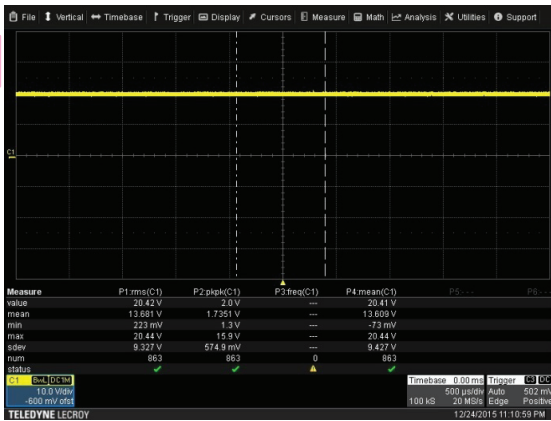 File Vertical Timebase Trigger Display Cursors Measure Math Analysis Utilities Support
C1
Measure P1:rms(C1) P2:pkpk(C1) P3:freq(C1) P4:mean(C1) P5:--- P6:---
value 20.42 V 2.0 V --- 20.41 V
mean 13.681 V 1.7351 V --- 13.609 V
min 223 mV 1.3 V --- -73 mV
max 20.44 V 15.9 V --- 20.44 V
sdev 9.327 V 574.9 mV --- 9.427 V
num 863 863 0 863
status
C1 BwL DC1M Timebase 0.00 ms Trigger C3 DC
10.0 V/div 500 µs/div Auto 502 mV
-600 mV ofst 100 kS 20 MS/s Edge Positive
TELEDYNE LECROY 12/24/2015 11:10:59 PM